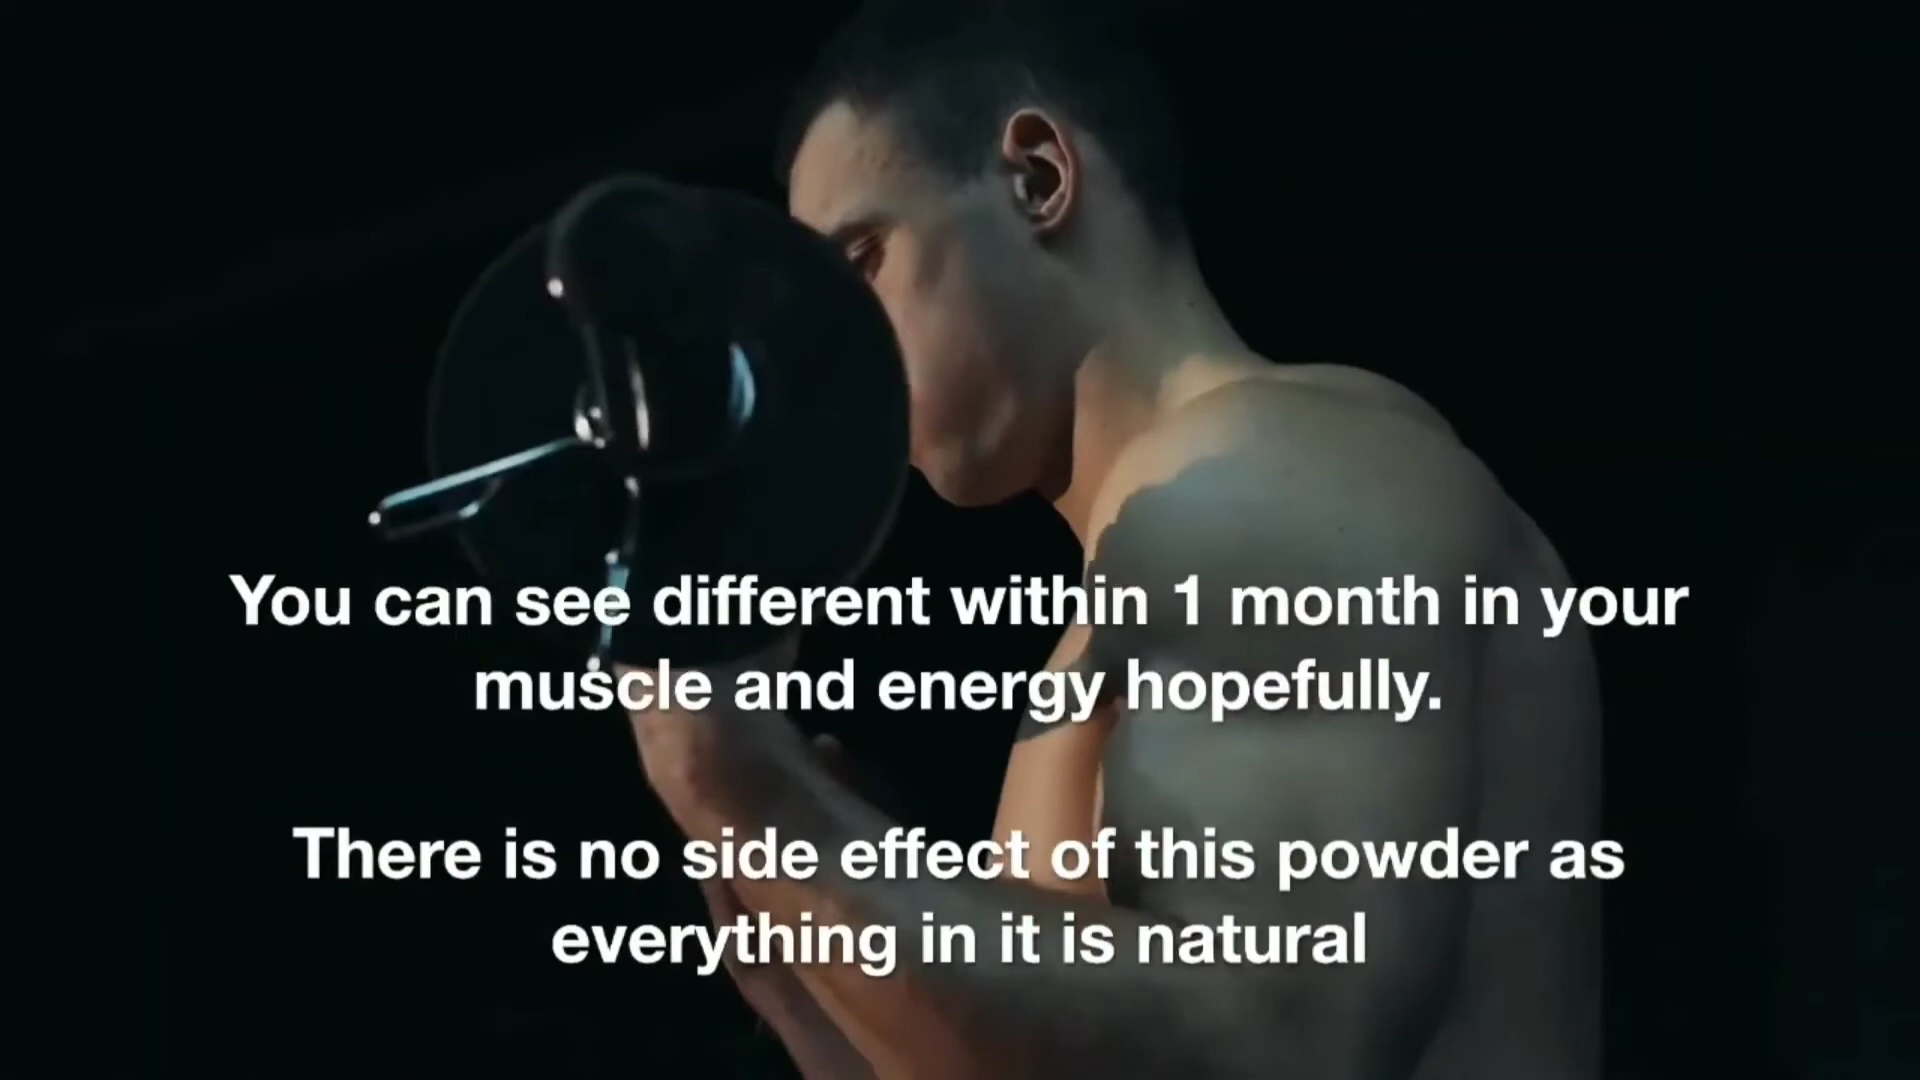 You can see different within 1 month in your
muscle and energy hopefully.
There is no side effect of this powder as
everything in it is natural